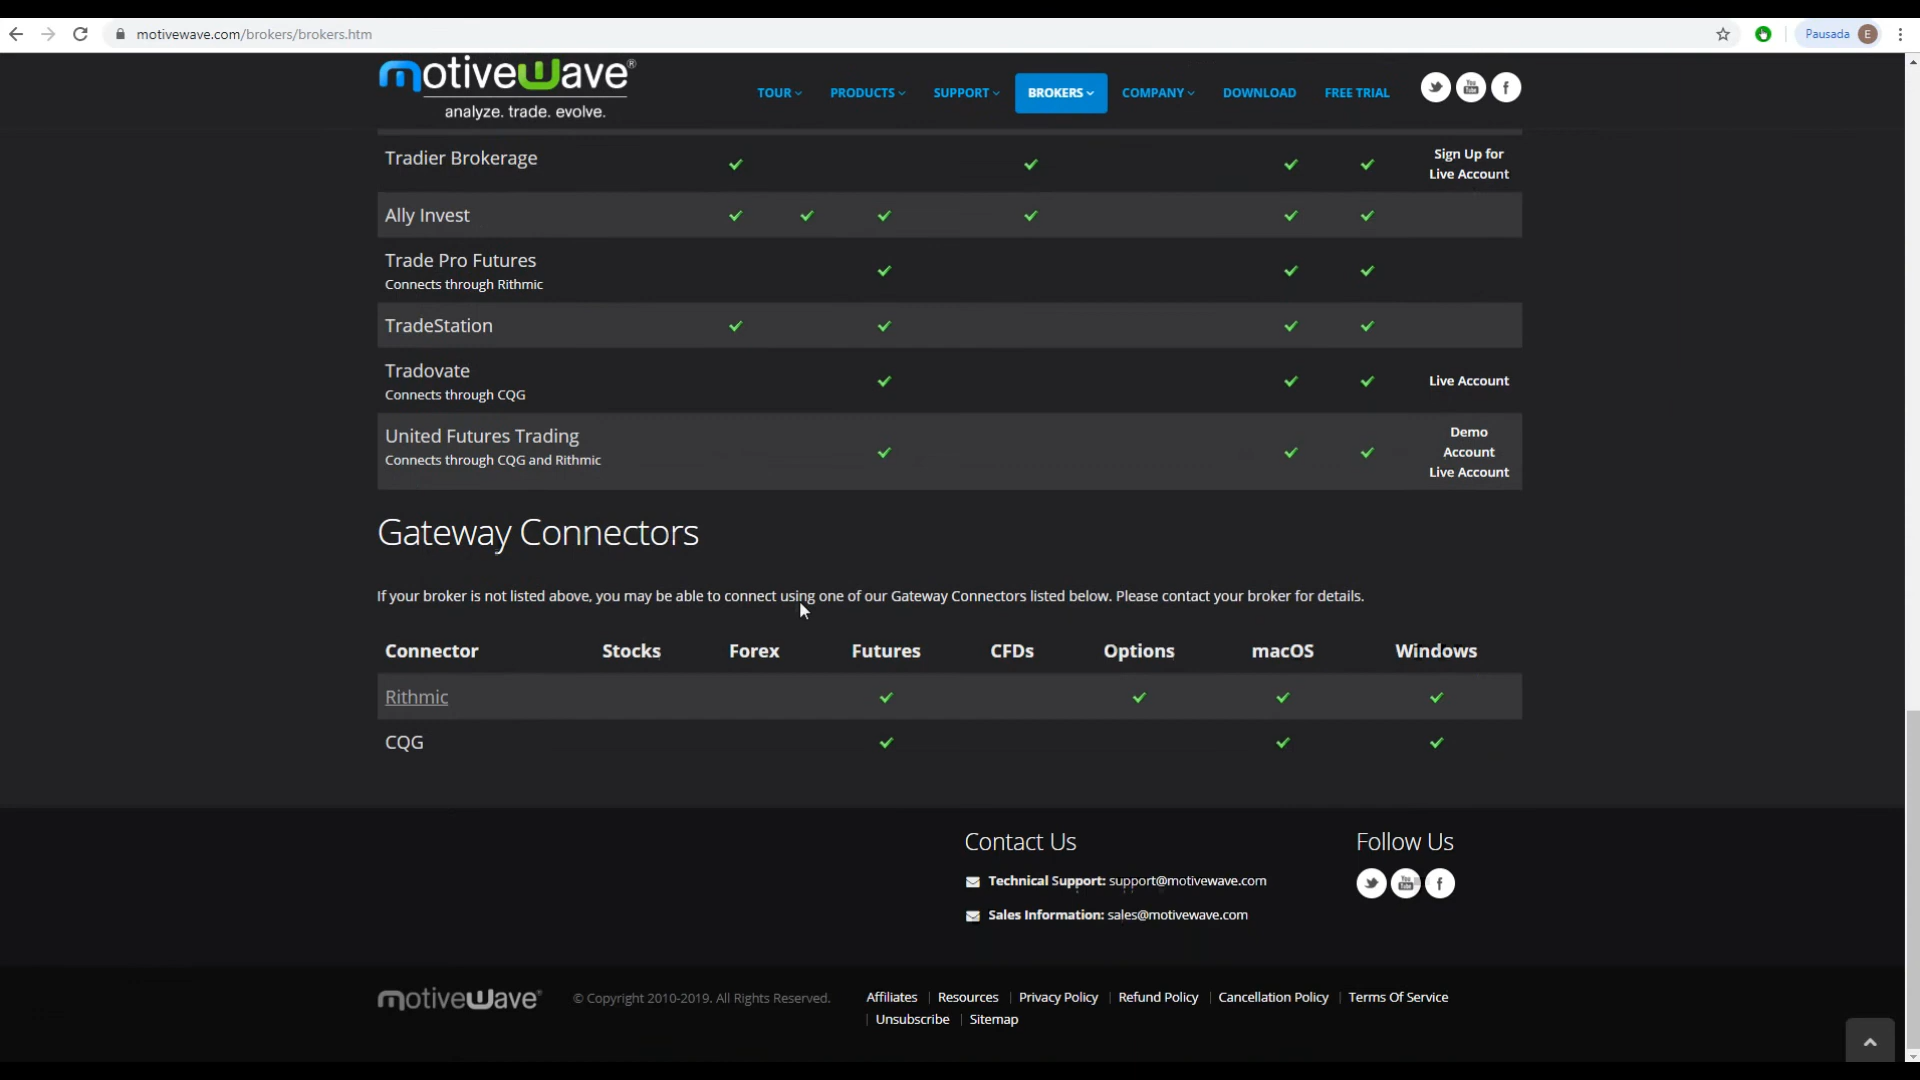 motivewave.com/brokers/brokers.htm
Pausada E
motivewave®
analyze. trade. evolve.
TOUR PRODUCTS SUPPORT BROKERS COMPANY DOWNLOAD FREE TRIAL
Tradier Brokerage
Sign Up for
Live Account
Ally Invest
Trade Pro Futures
Connects through Rithmic
TradeStation
Tradovate
Connects through CQG
Live Account
United Futures Trading
Connects through CQG and Rithmic
Demo
Account
Live Account
Gateway Connectors
If your broker is not listed above, you may be able to connect using one of our Gateway Connectors listed below. Please contact your broker for details.
Connector Stocks Forex Futures CFDs Options macOS Windows
Rithmic
CQG
Contact Us
Technical Support: support@motivewave.com
Sales Information: sales@motivewave.com
Follow Us
You Tube
motivewave®
© Copyright 2010-2019. All Rights Reserved.
Affiliates | Resources | Privacy Policy | Refund Policy | Cancellation Policy | Terms Of Service
| Unsubscribe | Sitemap